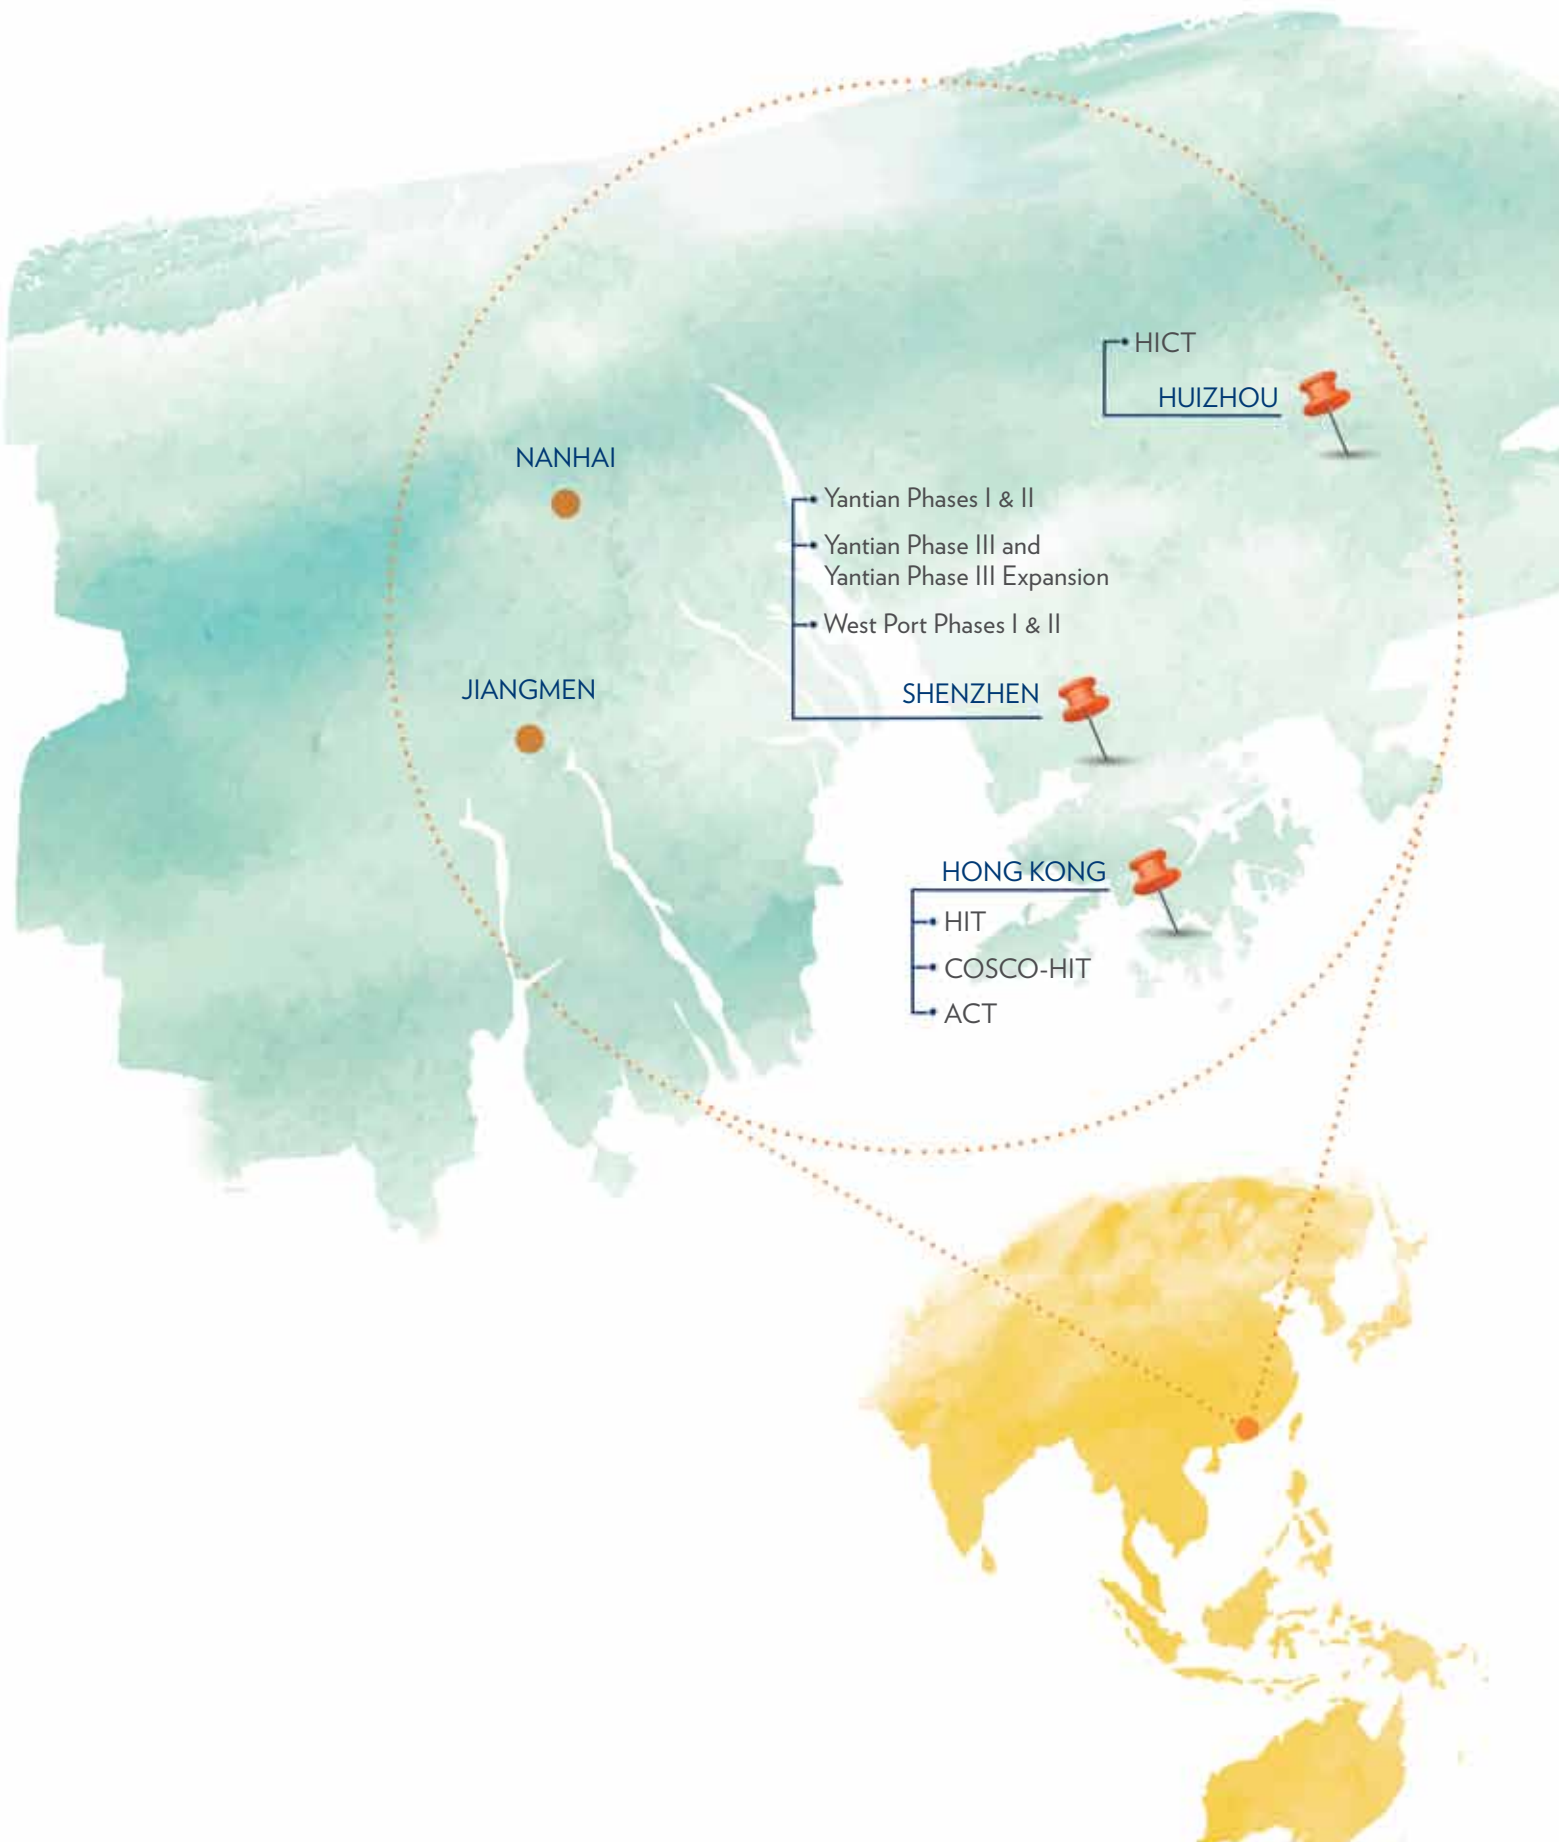 HICT
HUIZHOU
NANHAI
Yantian Phases I & II
Yantian Phase III and
Yantian Phase III Expansion
West Port Phases I & II
SHENZHEN
JIANGMEN
HONG KONG
HIT
COSCO-HIT
ACT